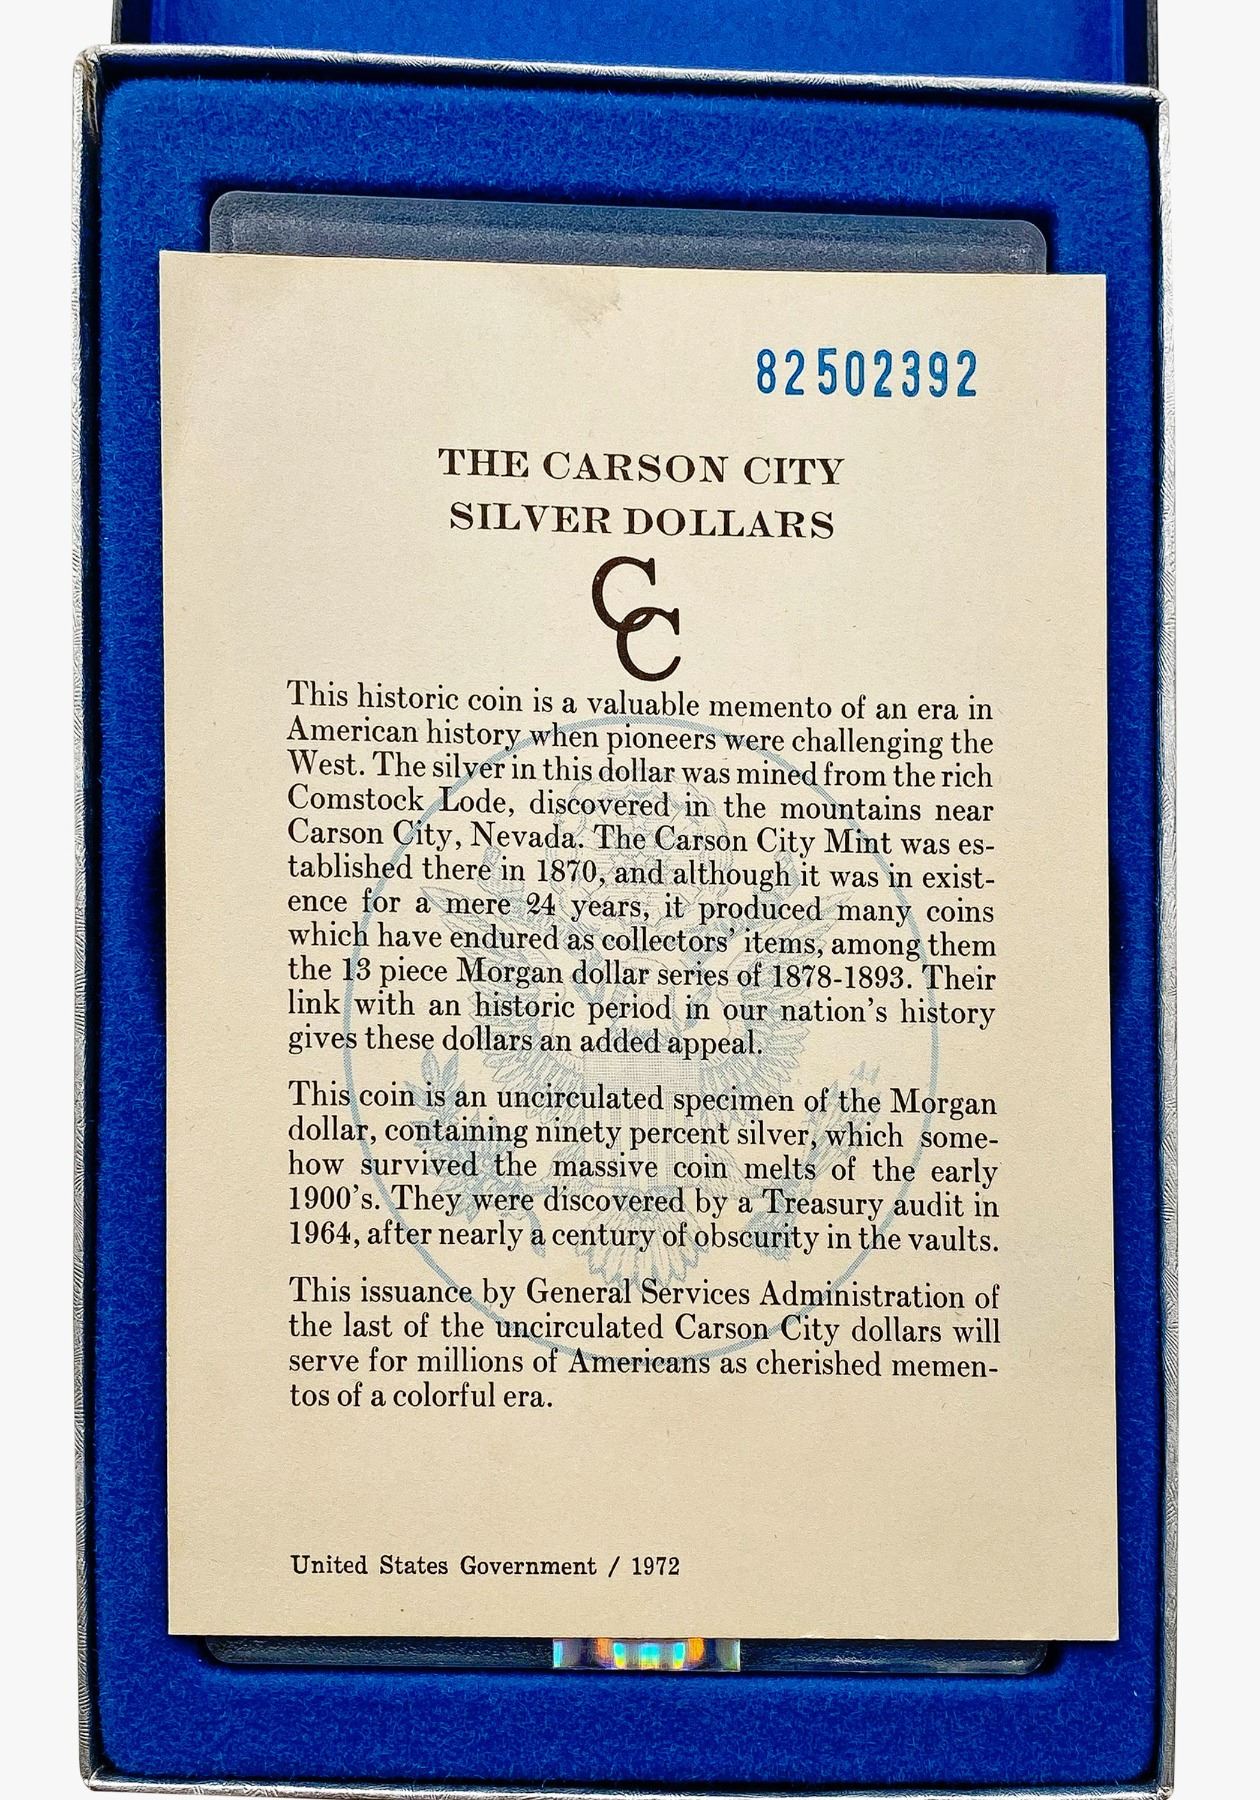 82502392
THE CARSON CITY
SILVER DOLLARS
CC
This historic coin is a valuable memento of an era in
American history when pioneers were challenging the
West. The silver in this dollar was mined from the rich
Comstock Lode, discovered in the mountains near
Carson City, Nevada. The Carson City Mint was es-
tablished there in 1870, and although it was in exist-
ence for a mere 24 years, it produced many coins
which have endured as collectors' items, among them
the 13 piece Morgan dollar series of 1878-1893. Their
link with an historic period in our nation's history
gives these dollars an added appeal.
This coin is an uncirculated specimen of the Morgan
dollar, containing ninety percent silver, which some-
how survived the massive coin melts of the early
1900's. They were discovered by a Treasury audit in
1964, after nearly a century of obscurity in the vaults.
This issuance by General Services Administration of
the last of the uncirculated Carson City dollars will
serve for millions of Americans as cherished memen-
tos of a colorful era.
United States Government / 1972